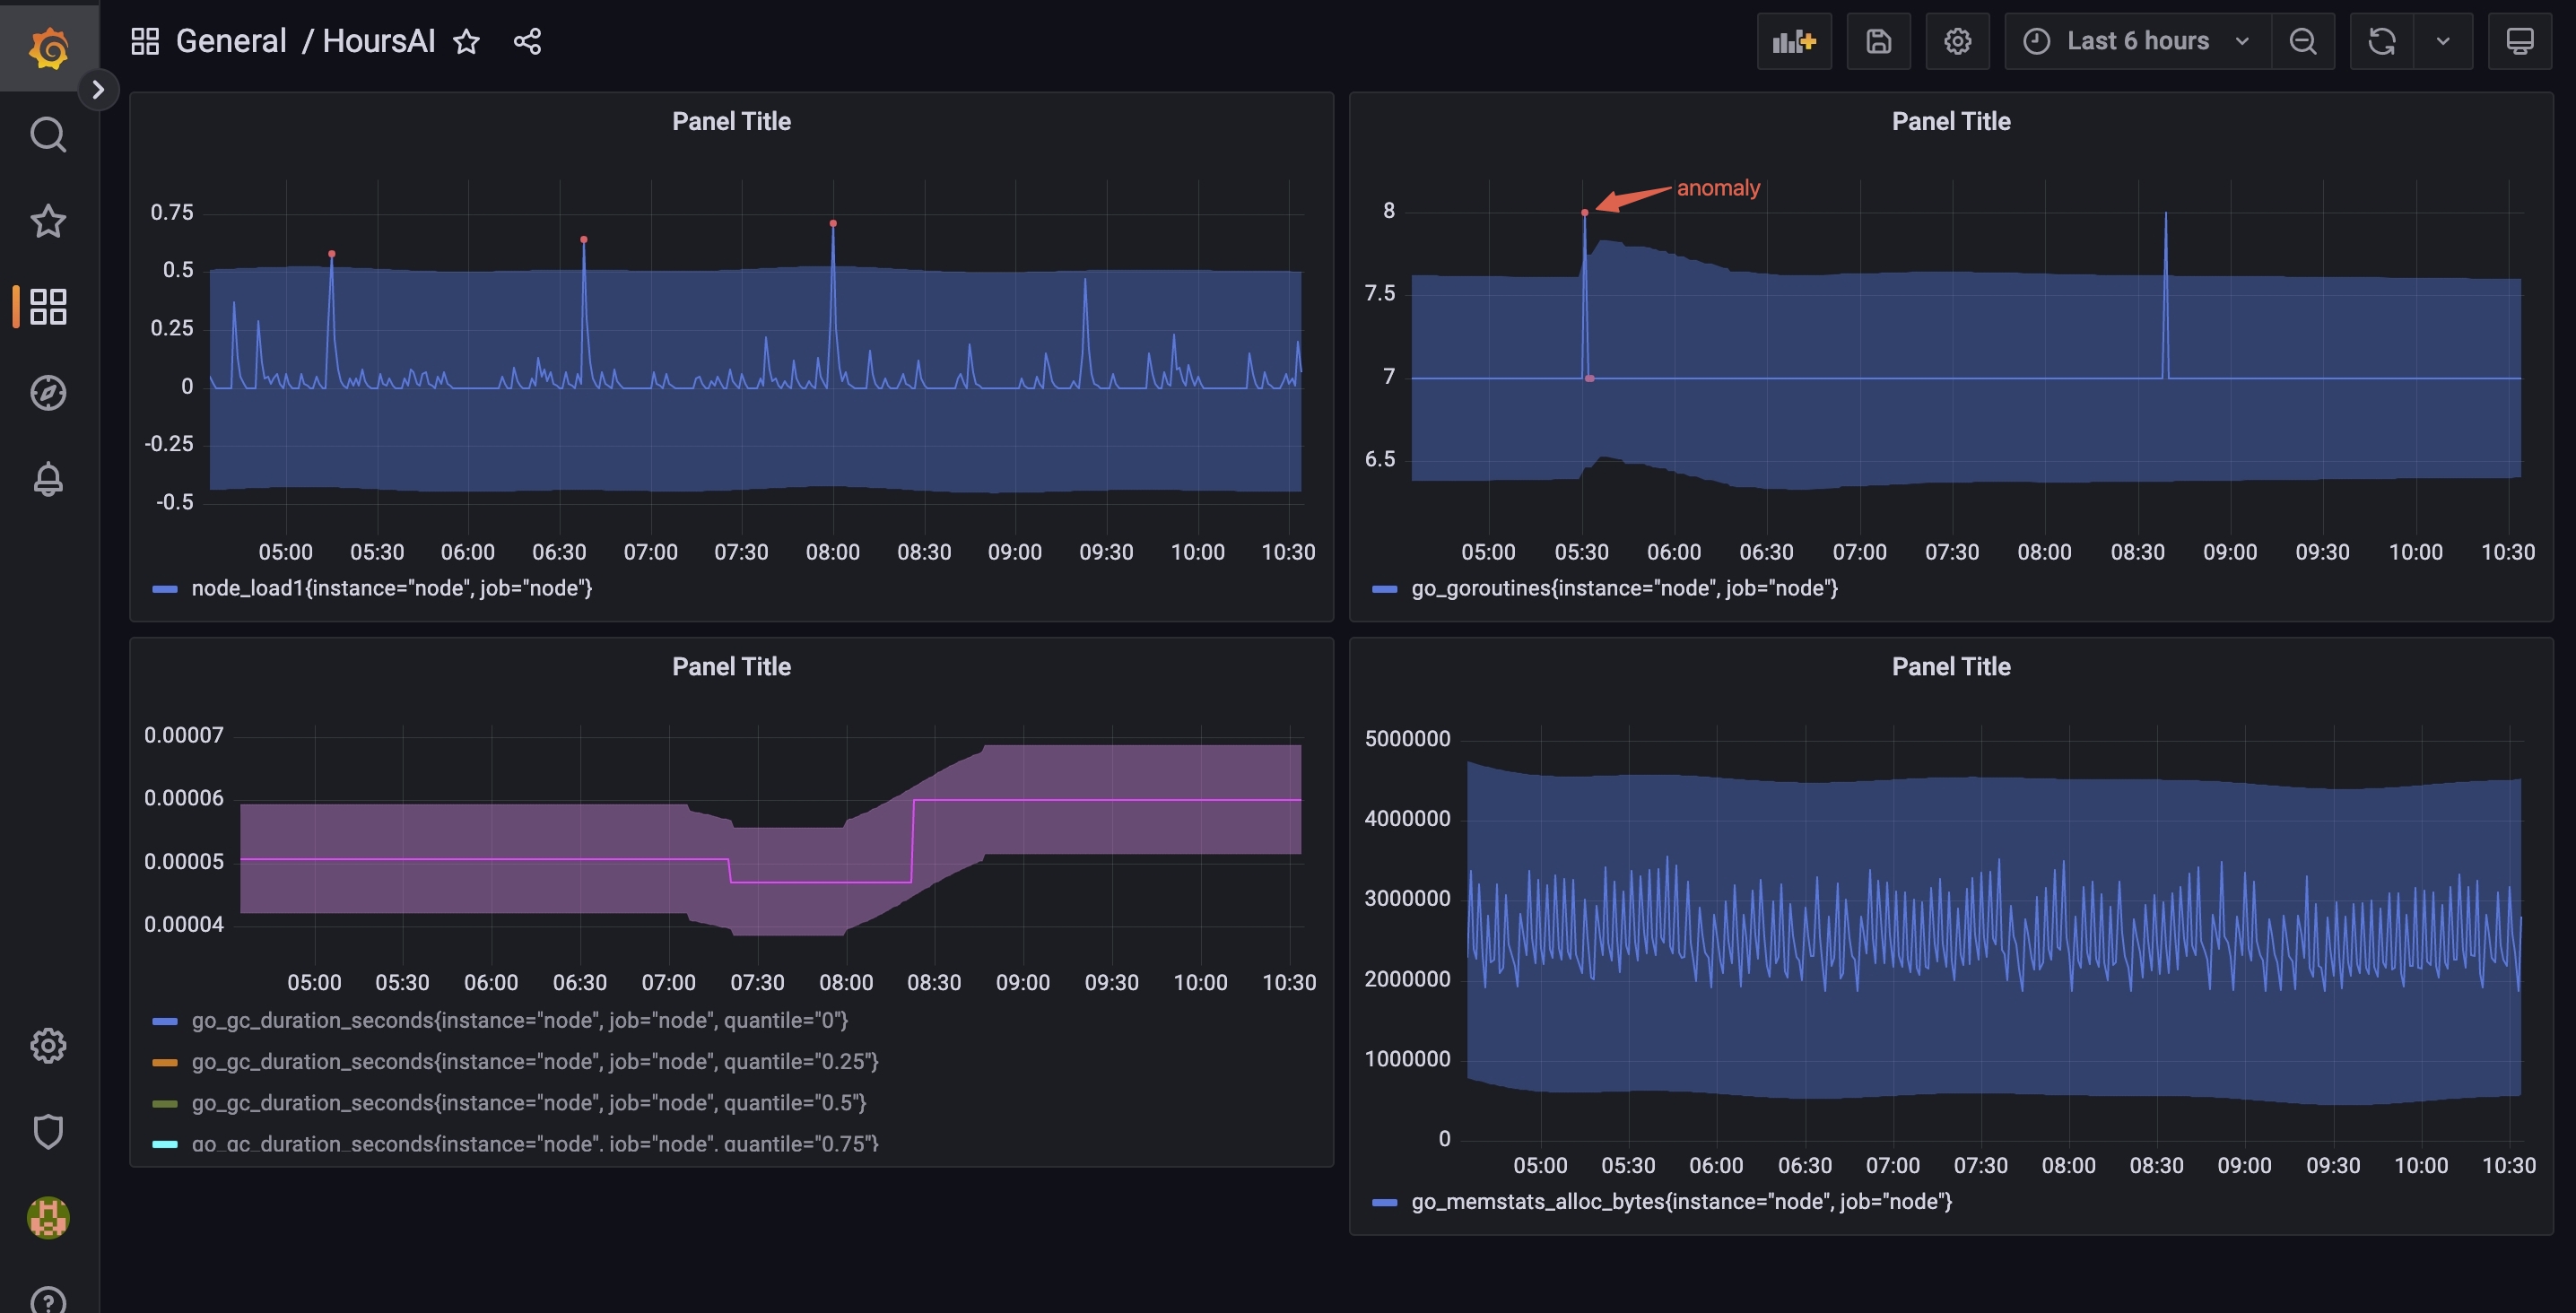 General / HoursAI
Last 6 hours
Panel Title
0.75
0.5
0.25
0
-0.25
-0.5
05:00 05:30 06:00 06:30 07:00 07:30 08:00 08:30 09:00 09:30 10:00 10:30
node_load1{instance="node", job="node"}
Panel Title
anomaly
8
7.5
7
6.5
05:00 05:30 06:00 06:30 07:00 07:30 08:00 08:30 09:00 09:30 10:00 10:30
go_goroutines{instance="node", job="node"}
Panel Title
0.00007
0.00006
0.00005
0.00004
05:00 05:30 06:00 06:30 07:00 07:30 08:00 08:30 09:00 09:30 10:00 10:30
go_gc_duration_seconds{instance="node", job="node", quantile="0"}
go_gc_duration_seconds{instance="node", job="node", quantile="0.25"}
go_gc_duration_seconds{instance="node", job="node", quantile="0.5"}
go_gc_duration_seconds{instance="node", job="node", quantile="0.75"}
Panel Title
5000000
4000000
3000000
2000000
1000000
0
05:00 05:30 06:00 06:30 07:00 07:30 08:00 08:30 09:00 09:30 10:00 10:30
go_memstats_alloc_bytes{instance="node", job="node"}